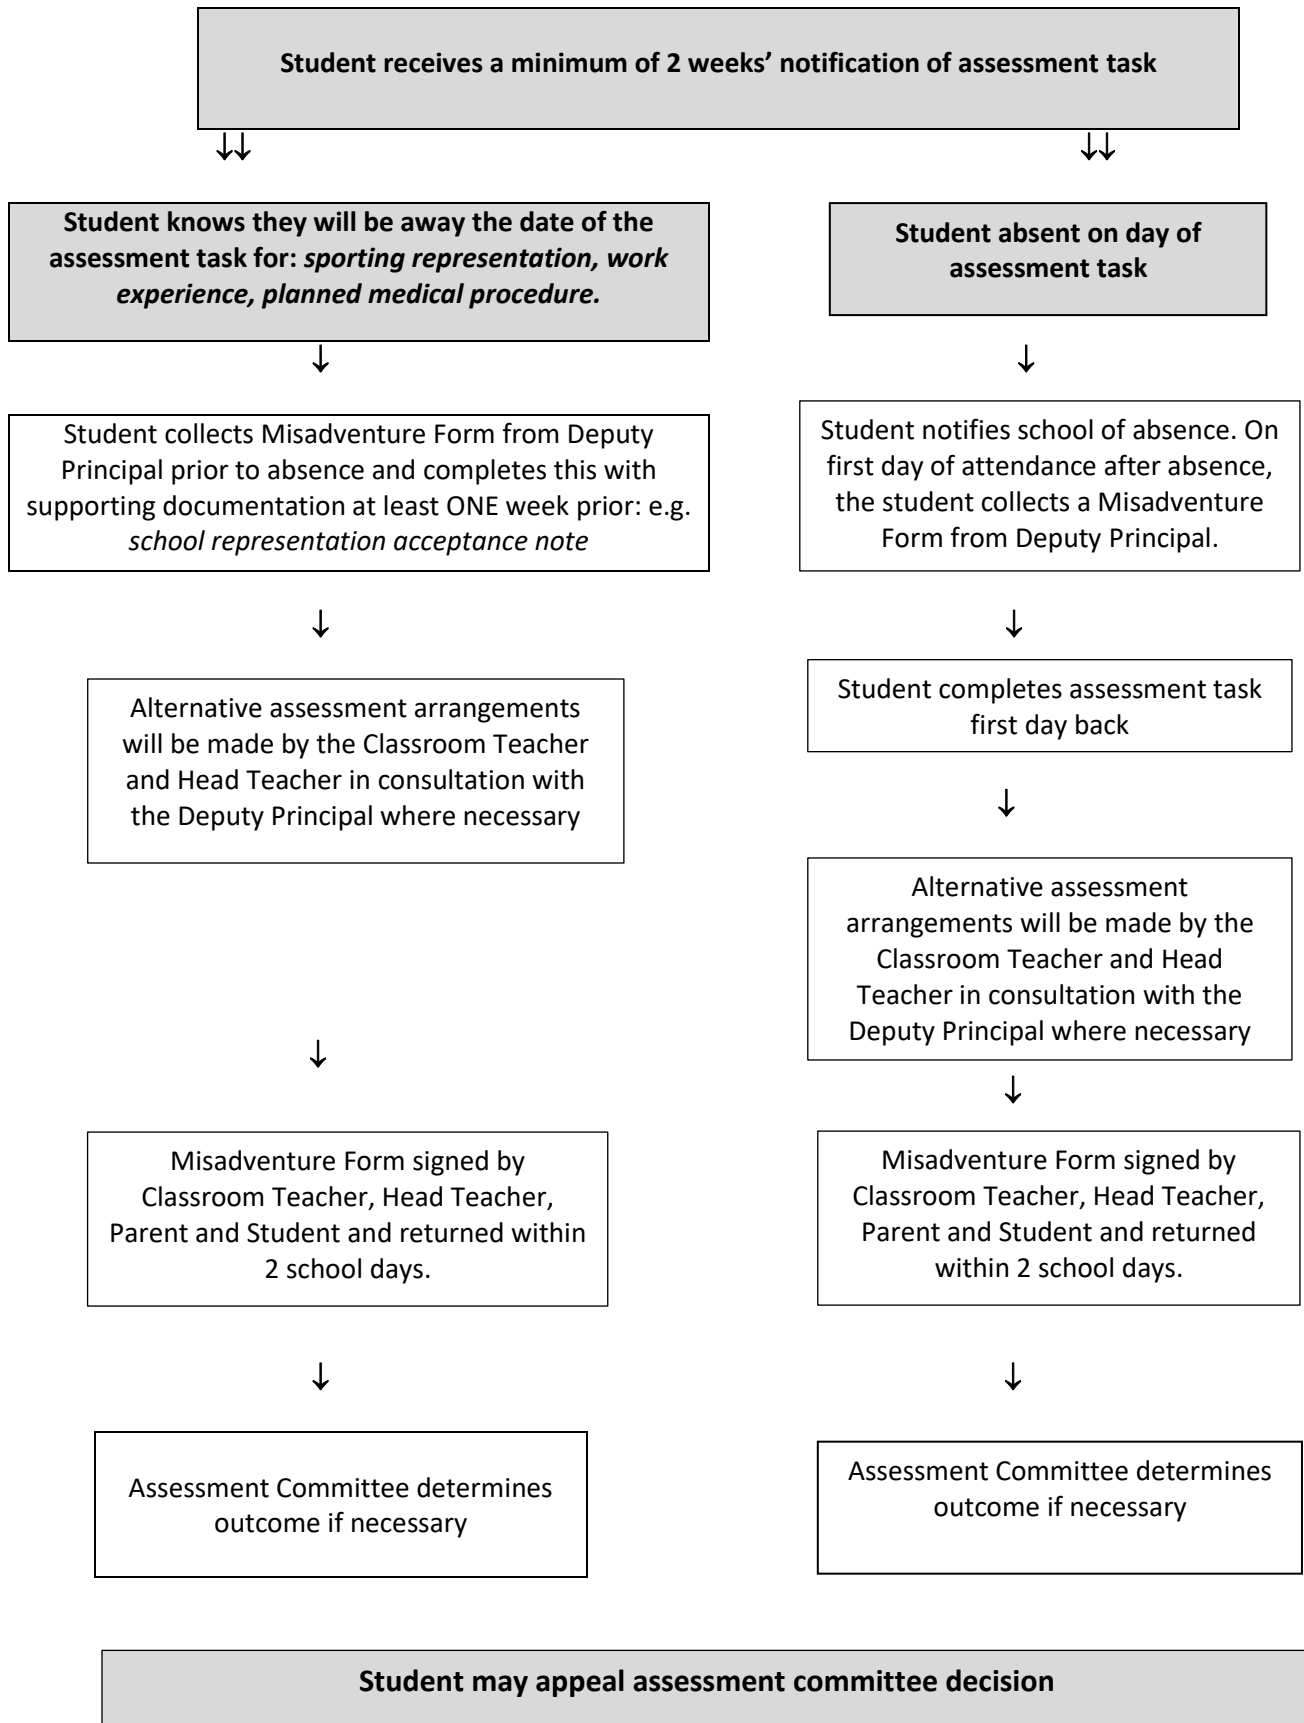 Student receives a minimum of 2 weeks’ notification of assessment task
↓↓
↓↓
Student knows they will be away the date of the
assessment task for: sporting representation, work
experience, planned medical procedure.
↓
Student collects Misadventure Form from Deputy
Principal prior to absence and completes this with
supporting documentation at least ONE week prior: e.g.
school representation acceptance note
↓
Alternative assessment arrangements
will be made by the Classroom Teacher
and Head Teacher in consultation with
the Deputy Principal where necessary
↓
Misadventure Form signed by
Classroom Teacher, Head Teacher,
Parent and Student and returned within
2 school days.
↓
Assessment Committee determines
outcome if necessary
Student absent on day of
assessment task
↓
Student notifies school of absence. On
first day of attendance after absence,
the student collects a Misadventure
Form from Deputy Principal.
↓
Student completes assessment task
first day back
↓
Alternative assessment
arrangements will be made by the
Classroom Teacher and Head
Teacher in consultation with the
Deputy Principal where necessary
↓
Misadventure Form signed by
Classroom Teacher, Head Teacher,
Parent and Student and returned
within 2 school days.
↓
Assessment Committee determines
outcome if necessary
Student may appeal assessment committee decision